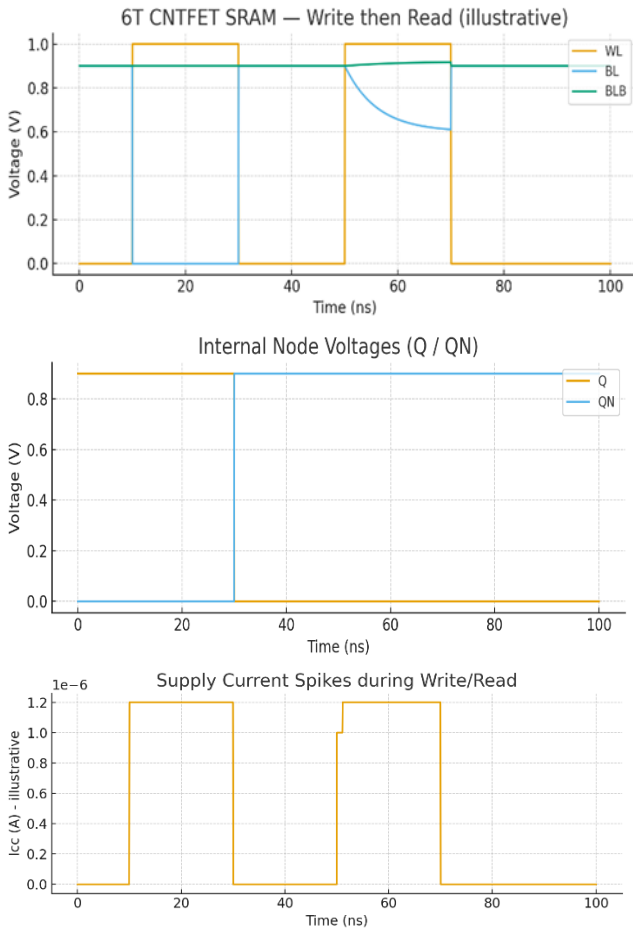 6T CNTFET SRAM — Write then Read (illustrative)
1.0
0.8
0.6
0.4
0.2
0.0
Voltage (V)
WL
BL
BLB
0 20 40 60 80 100
Time (ns)
Internal Node Voltages (Q / QN)
0.8
0.6
0.4
0.2
0.0
Voltage (V)
Q
QN
0 20 40 60 80 100
Time (ns)
Supply Current Spikes during Write/Read
1e−6
1.2
1.0
0.8
0.6
0.4
0.2
0.0
Icc (A) - illustrative
0 20 40 60 80 100
Time (ns)